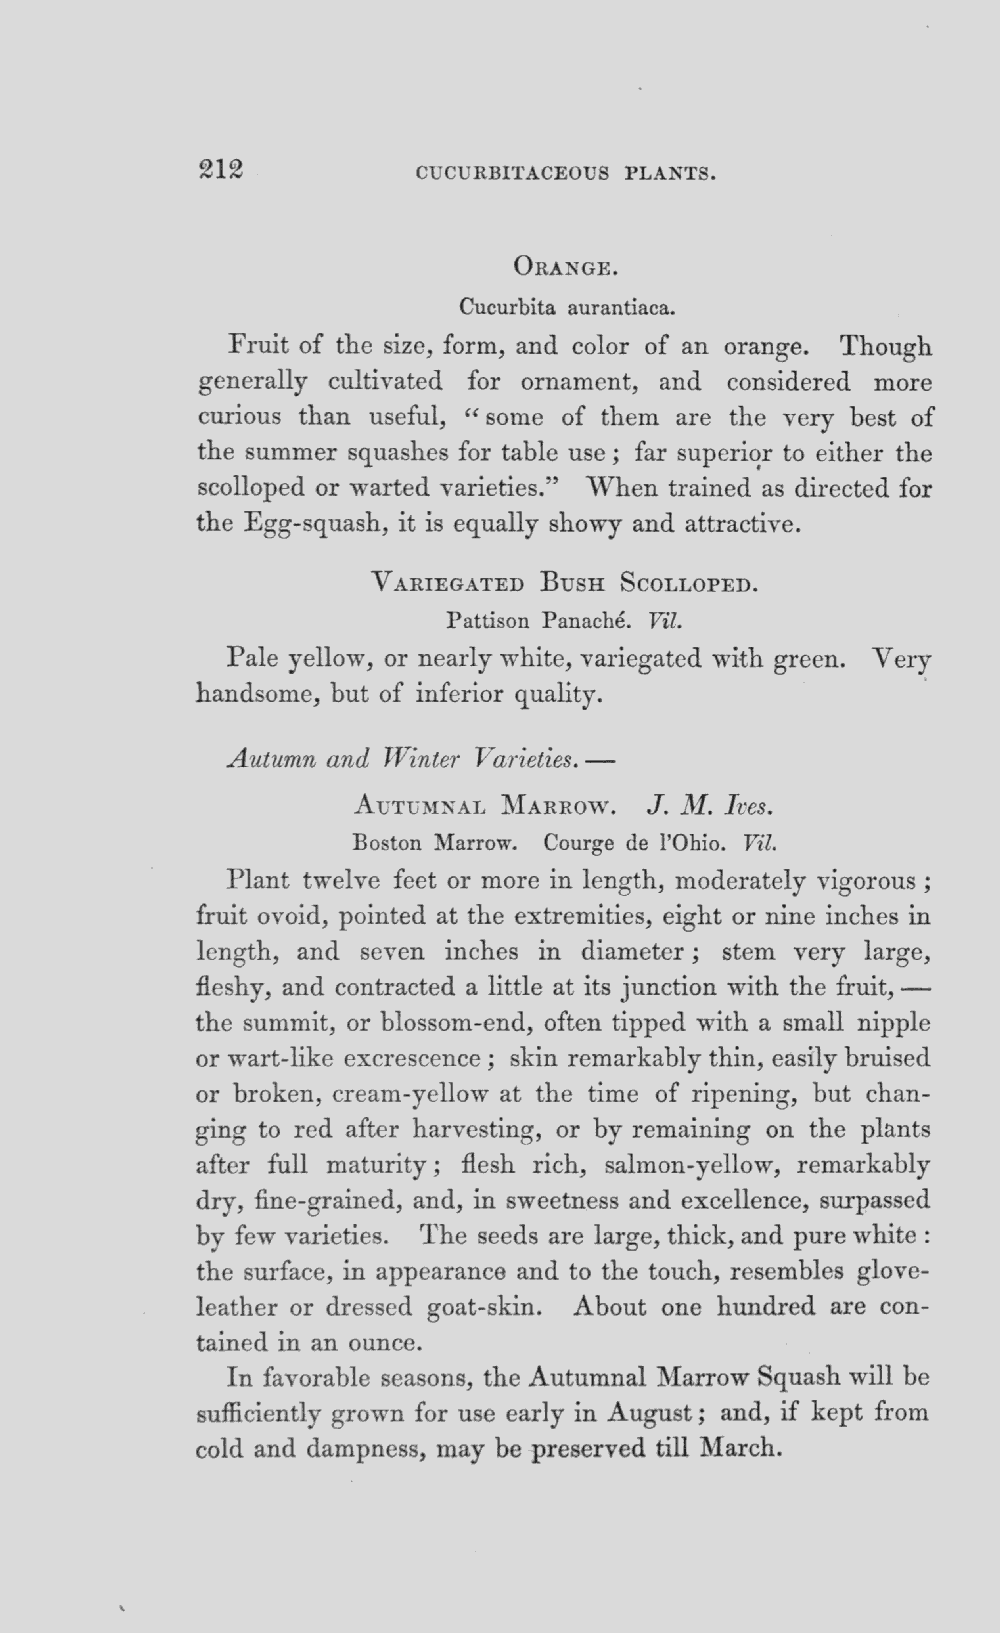 212 CUCURBITACEOUS PLANTS.
ORANGE.
Cucurbita aurantiaca.
Fruit of the size, form, and color of an orange. Though
generally cultivated for ornament, and considered more
curious than useful, “some of them are the very best of
the summer squashes for table use; far superior to either the
scolloped or warted varieties.” When trained as directed for
the Egg-squash, it is equally showy and attractive.
VARIEGATED BUSH SCOLLOPED.
Pattison Panaché. Vil.
Pale yellow, or nearly white, variegated with green. Very
handsome, but of inferior quality.
Autumn and Winter Varieties. —
AUTUMNAL MARROW. J. M. Ives.
Boston Marrow. Courge de l'Ohio. Vil.
Plant twelve feet or more in length, moderately vigorous;
fruit ovoid, pointed at the extremities, eight or nine inches in
length, and seven inches in diameter; stem very large,
fleshy, and contracted a little at its junction with the fruit, —
the summit, or blossom-end, often tipped with a small nipple
or wart-like excrescence; skin remarkably thin, easily bruised
or broken, cream-yellow at the time of ripening, but chan-
ging to red after harvesting, or by remaining on the plants
after full maturity; flesh rich, salmon-yellow, remarkably
dry, fine-grained, and, in sweetness and excellence, surpassed
by few varieties. The seeds are large, thick, and pure white:
the surface, in appearance and to the touch, resembles glove-
leather or dressed goat-skin. About one hundred are con-
tained in an ounce.
In favorable seasons, the Autumnal Marrow Squash will be
sufficiently grown for use early in August; and, if kept from
cold and dampness, may be preserved till March.